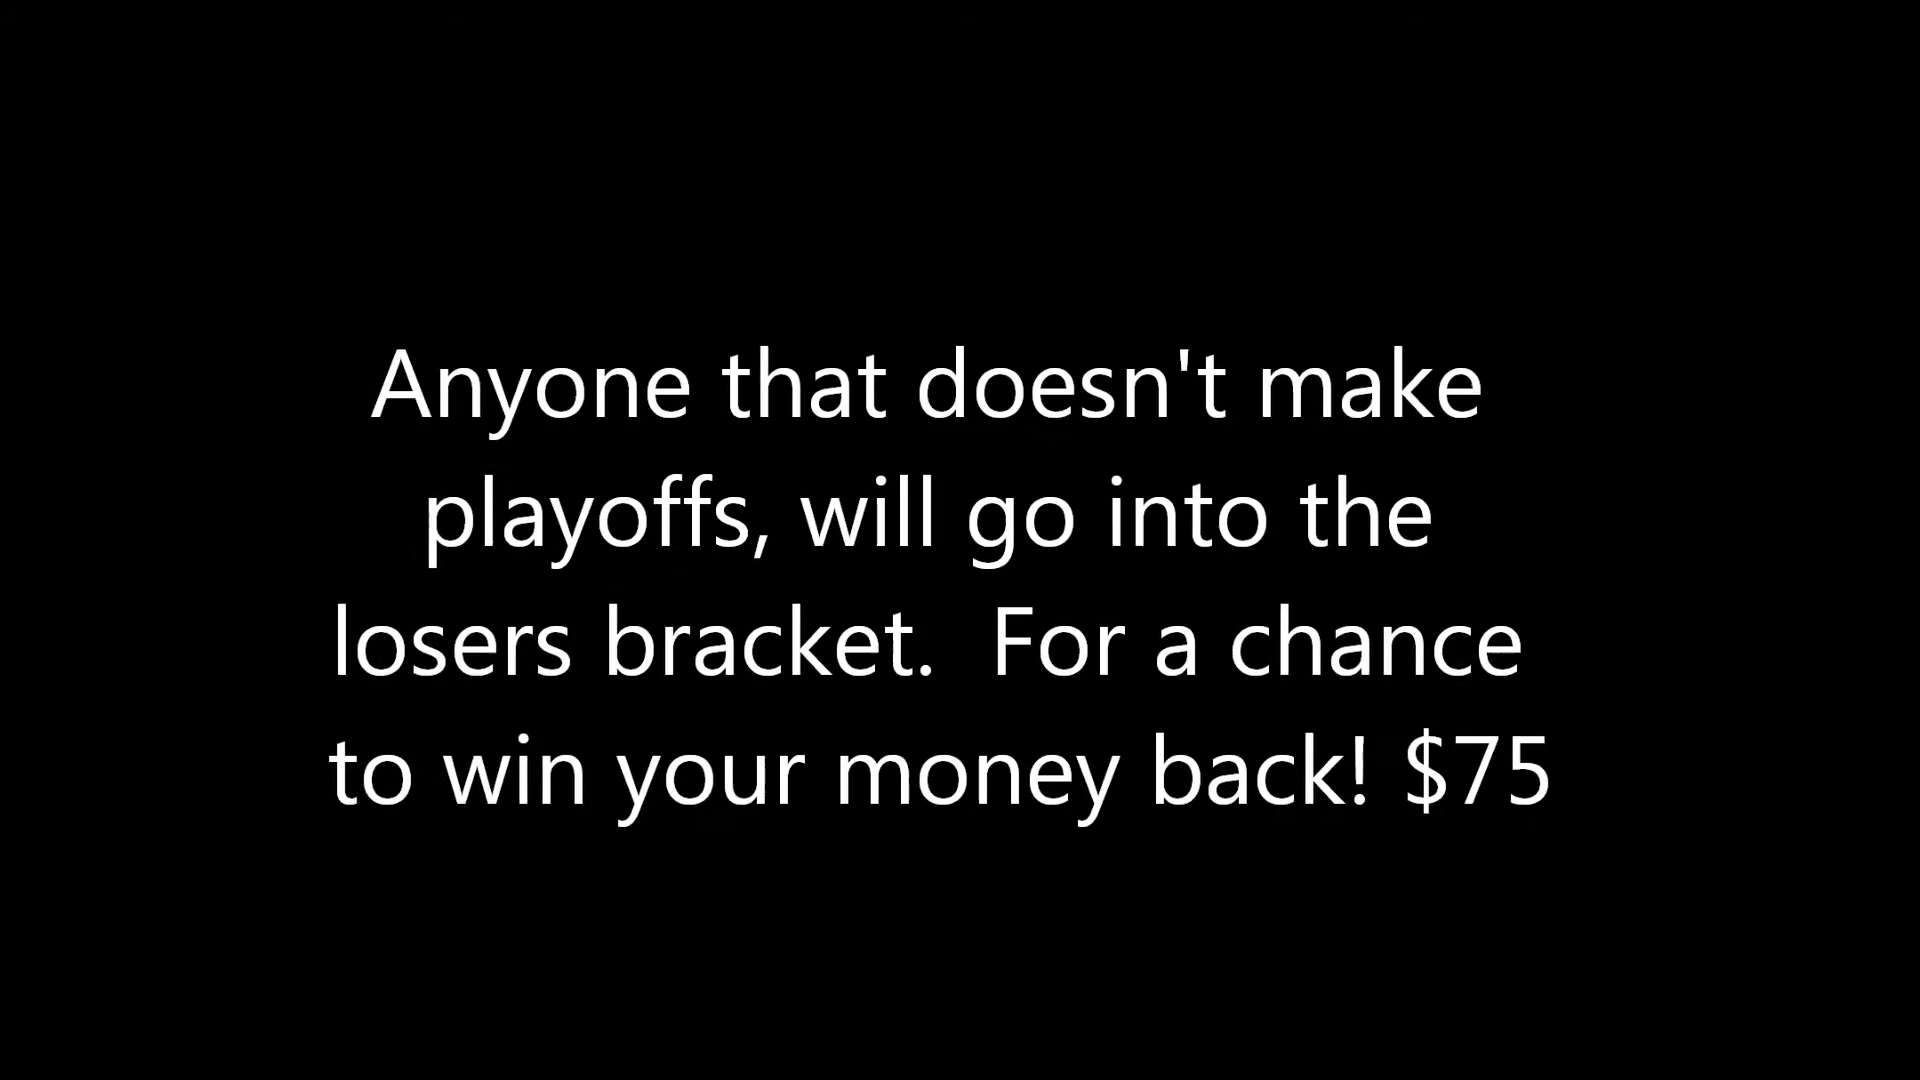 Anyone that doesn't make
playoffs, will go into the
losers bracket.  For a chance
to win your money back! $75